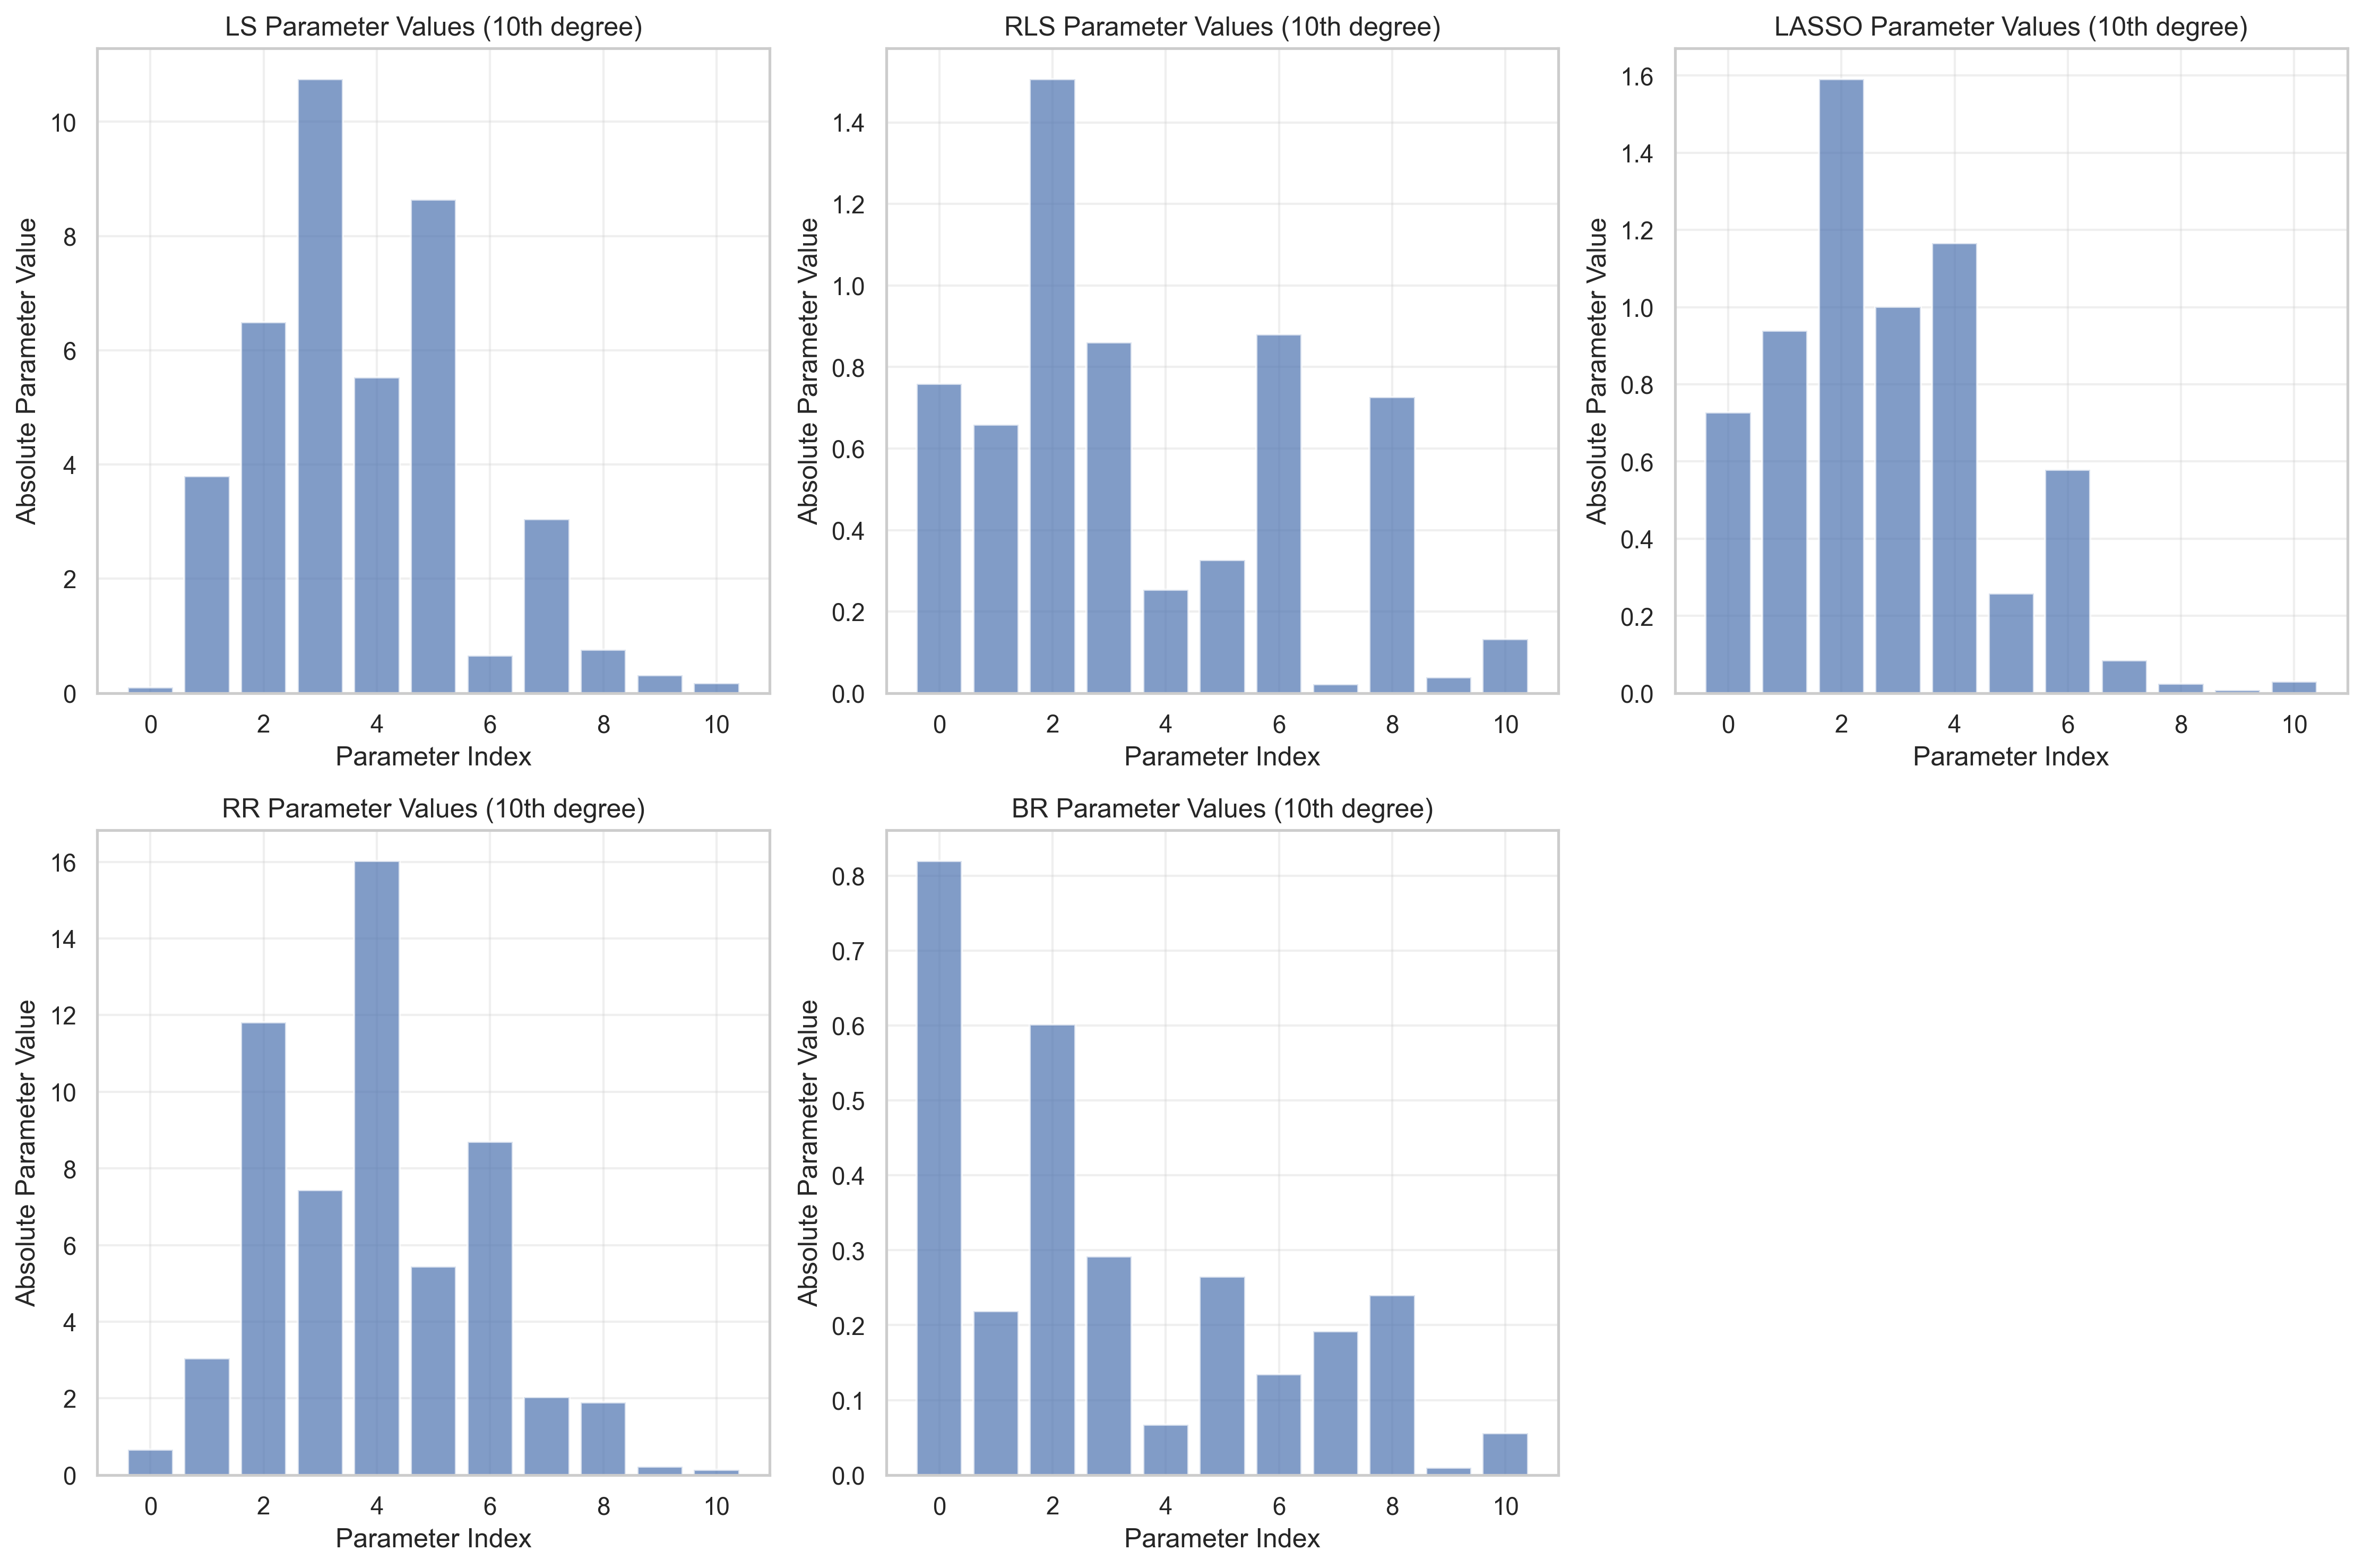 LS Parameter Values (10th degree)
Absolute Parameter Value
10
8
6
4
2
0
0 2 4 6 8 10
Parameter Index
RLS Parameter Values (10th degree)
Absolute Parameter Value
1.4
1.2
1.0
0.8
0.6
0.4
0.2
0.0
0 2 4 6 8 10
Parameter Index
LASSO Parameter Values (10th degree)
Absolute Parameter Value
1.6
1.4
1.2
1.0
0.8
0.6
0.4
0.2
0.0
0 2 4 6 8 10
Parameter Index
RR Parameter Values (10th degree)
Absolute Parameter Value
16
14
12
10
8
6
4
2
0
0 2 4 6 8 10
Parameter Index
BR Parameter Values (10th degree)
Absolute Parameter Value
0.8
0.7
0.6
0.5
0.4
0.3
0.2
0.1
0.0
0 2 4 6 8 10
Parameter Index